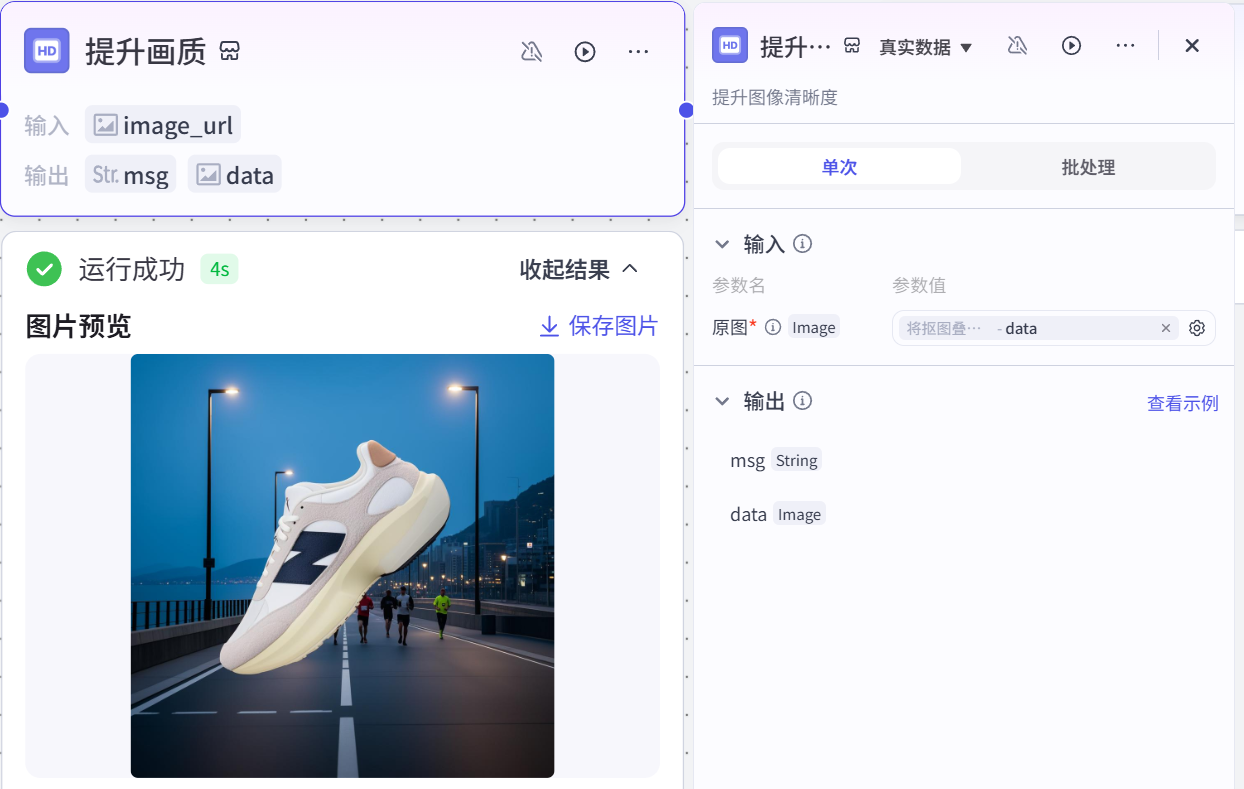 HD 提升画质
输入 image_url
输出 Str. msg data
运行成功 4s 收起结果
图片预览 保存图片
HD 提升··· 真实数据
提升图像清晰度
单次 批处理
输入
参数名 参数值
原图* Image 将抠图叠··· - data
输出 查看示例
msg String
data Image